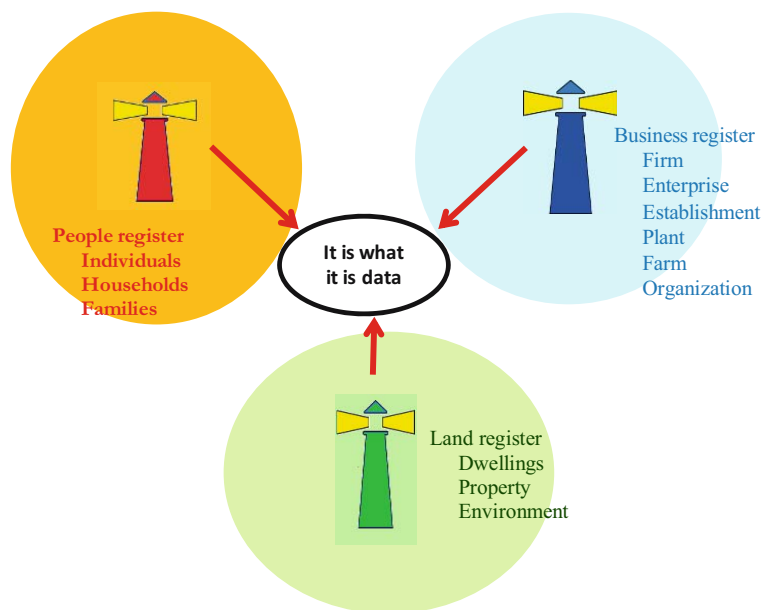 People register
Individuals
Households
Families
Business register
Firm
Enterprise
Establishment
Plant
Farm
Organization
It is what
it is data
Land register
Dwellings
Property
Environment